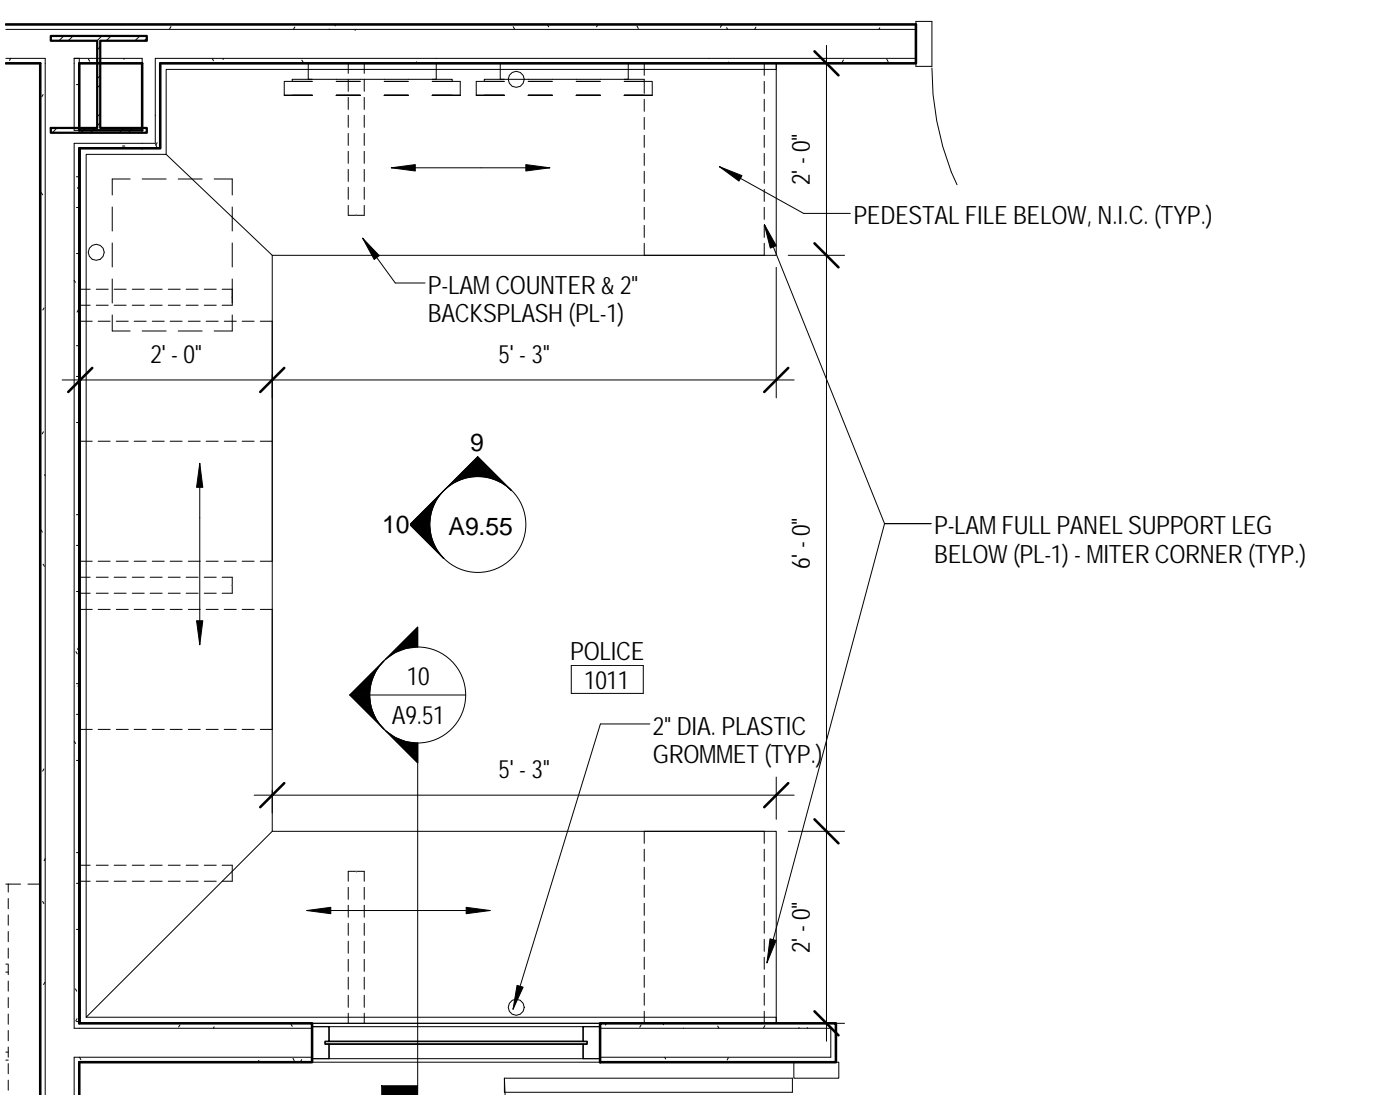 2' - 0"
PEDESTAL FILE BELOW, N.I.C. (TYP.)
P-LAM COUNTER & 2"
BACKSPLASH (PL-1)
2' - 0"
5' - 3"
9
10
A9.55
6' - 0"
P-LAM FULL PANEL SUPPORT LEG
BELOW (PL-1) - MITER CORNER (TYP.)
POLICE
1011
10
A9.51
2" DIA. PLASTIC
GROMMET (TYP.)
5' - 3"
2' - 0"